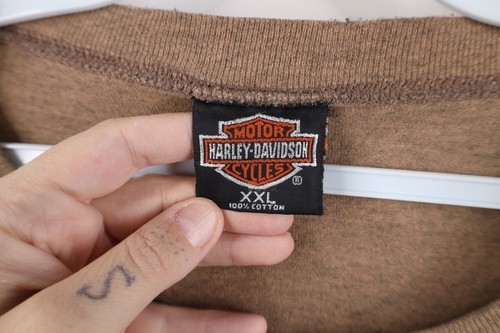 MOTOR
HARLEY-DAVIDSON
CYCLES
®
XXL
100% COTTON
S